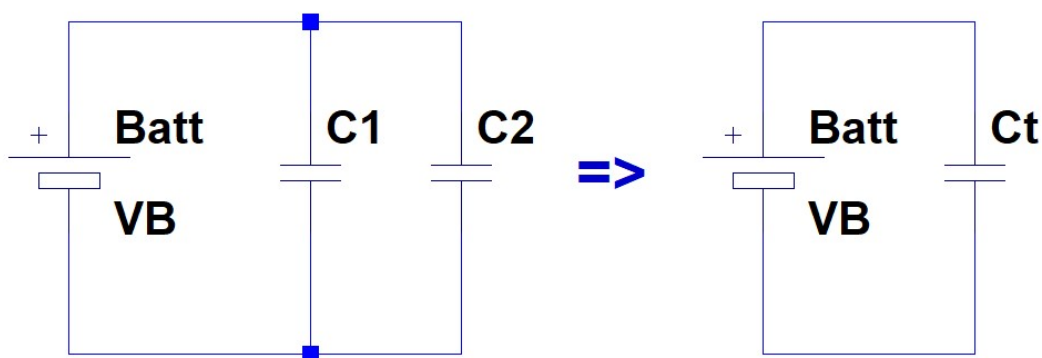 + Batt C1 C2 => + Batt Ct
VB VB